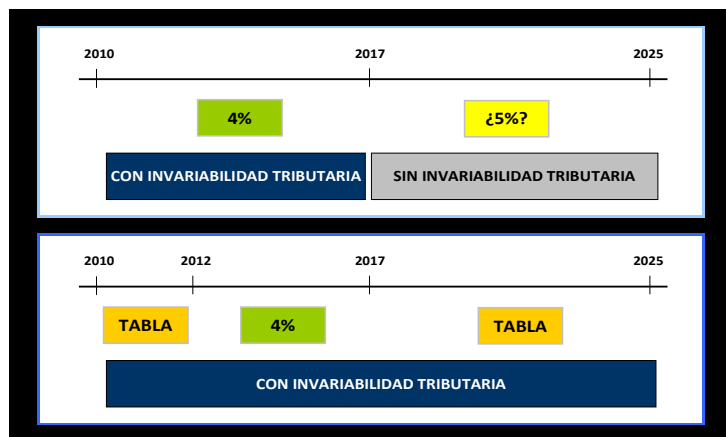 2010 2017 2025
4% ¿5%?
CON INVARIABILIDAD TRIBUTARIA SIN INVARIABILIDAD TRIBUTARIA
2010 2012 2017 2025
TABLA 4% TABLA
CON INVARIABILIDAD TRIBUTARIA